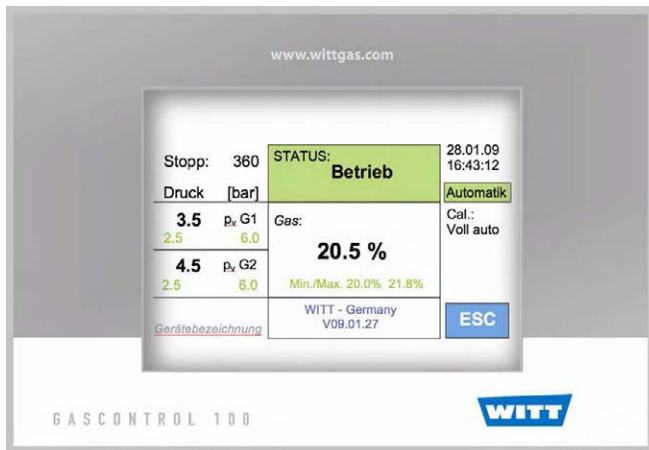 www.wittgas.com
Stopp: 360
Druck [bar]
3.5 pv G1
2.5 6.0
4.5 pv G2
2.5 6.0
Gerätebezeichnung
STATUS:
Betrieb
Gas:
20.5 %
Min./Max. 20.0% 21.8%
WITT - Germany
V09.01.27
28.01.09
16:43:12
Automatik
Cal.:
Voll auto
ESC
GASCONTROL 100
WITT